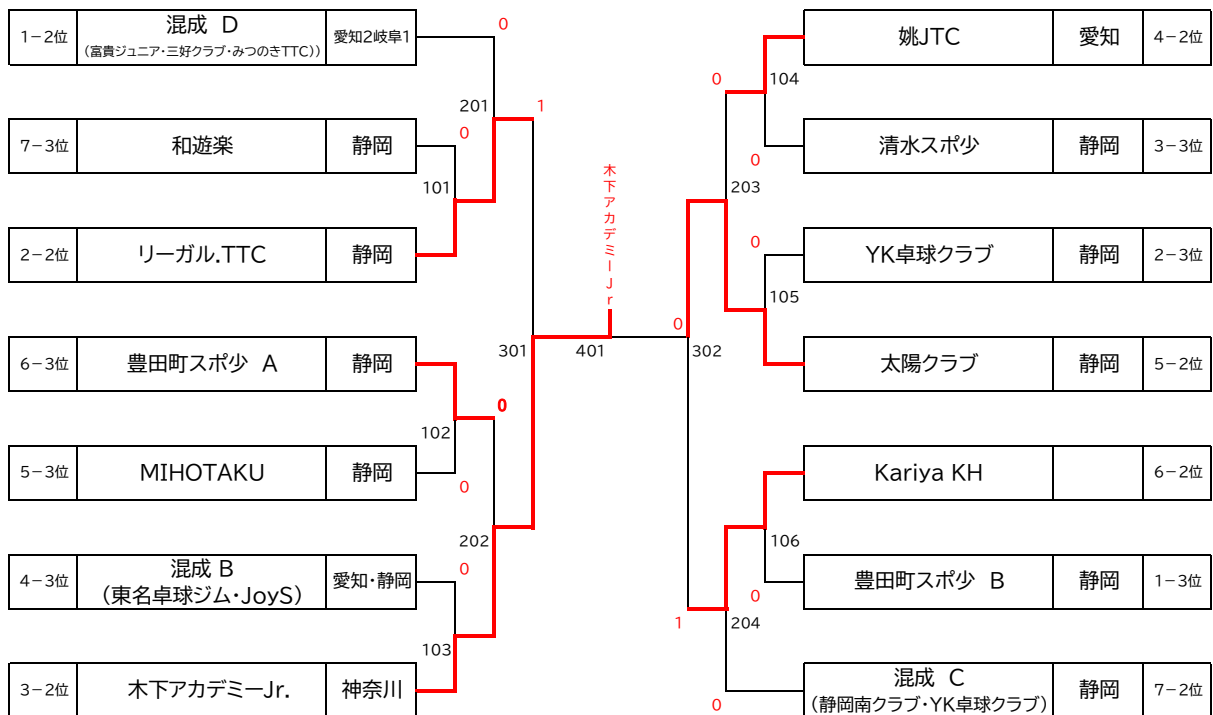 1－2位
混成 D
(富貴ジュニア・三好クラブ・みつのきTTC))
愛知2岐阜1
0
201
1
7－3位
和遊楽
静岡
0
101
2－2位
リーガル.TTC
静岡
6－3位
豊田町スポ少 A
静岡
301
0
102
5－3位
MIHOTAKU
静岡
0
202
4－3位
混成 B
（東名卓球ジム・JoyS）
愛知・静岡
0
103
3－2位
木下アカデミーJr.
神奈川
木下アカデミーJr
401
姚JTC
愛知
4－2位
0
104
清水スポ少
静岡
3－3位
0
203
YK卓球クラブ
静岡
2－3位
0
105
太陽クラブ
静岡
5－2位
0
302
Kariya KH
6－2位
106
豊田町スポ少 B
静岡
1－3位
0
1
204
混成 C
（静岡南クラブ・YK卓球クラブ）
静岡
7－2位
0